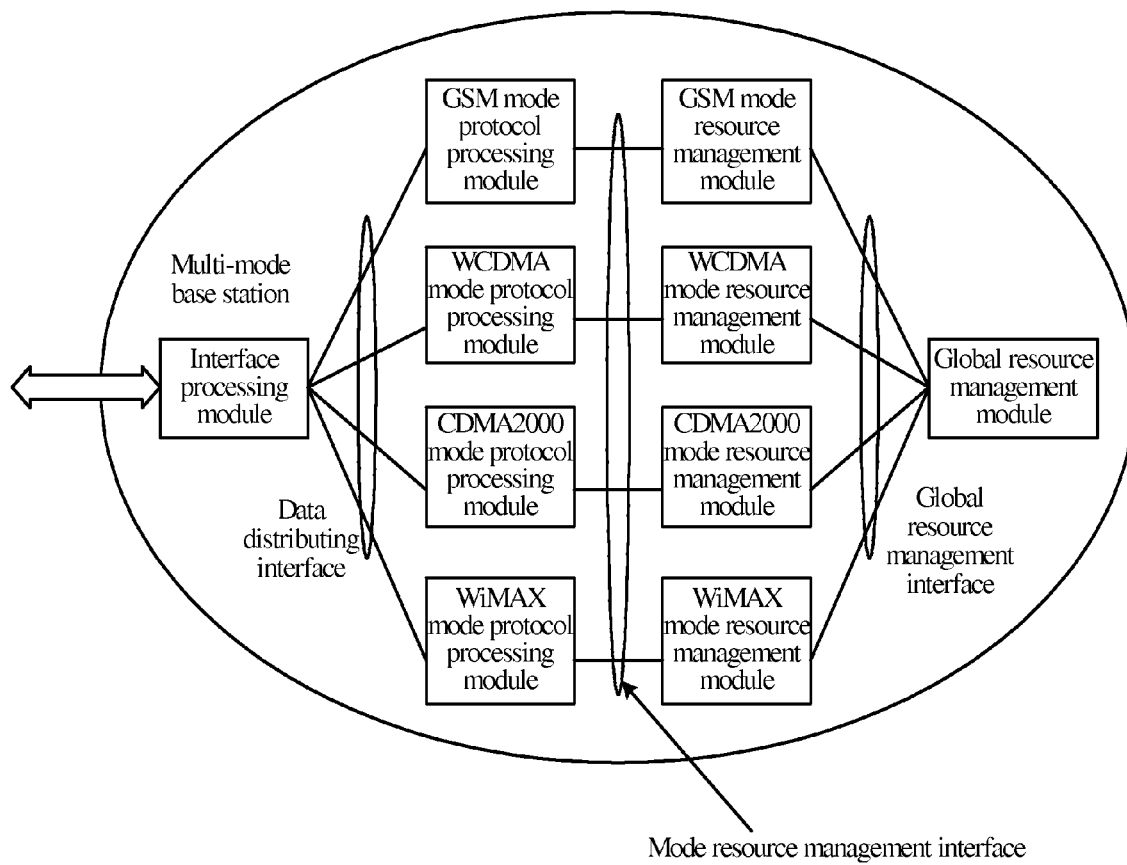 GSM mode
protocol
processing
module
GSM mode
resource
management
module
Multi-mode
base station
WCDMA
mode protocol
processing
module
WCDMA
mode resource
management
module
Interface
processing
module
Global resource
management
module
CDMA2000
mode protocol
processing
module
CDMA2000
mode resource
management
module
Data
distributing
interface
Global
resource
management
interface
WiMAX
mode protocol
processing
module
WiMAX
mode resource
management
module
Mode resource management interface